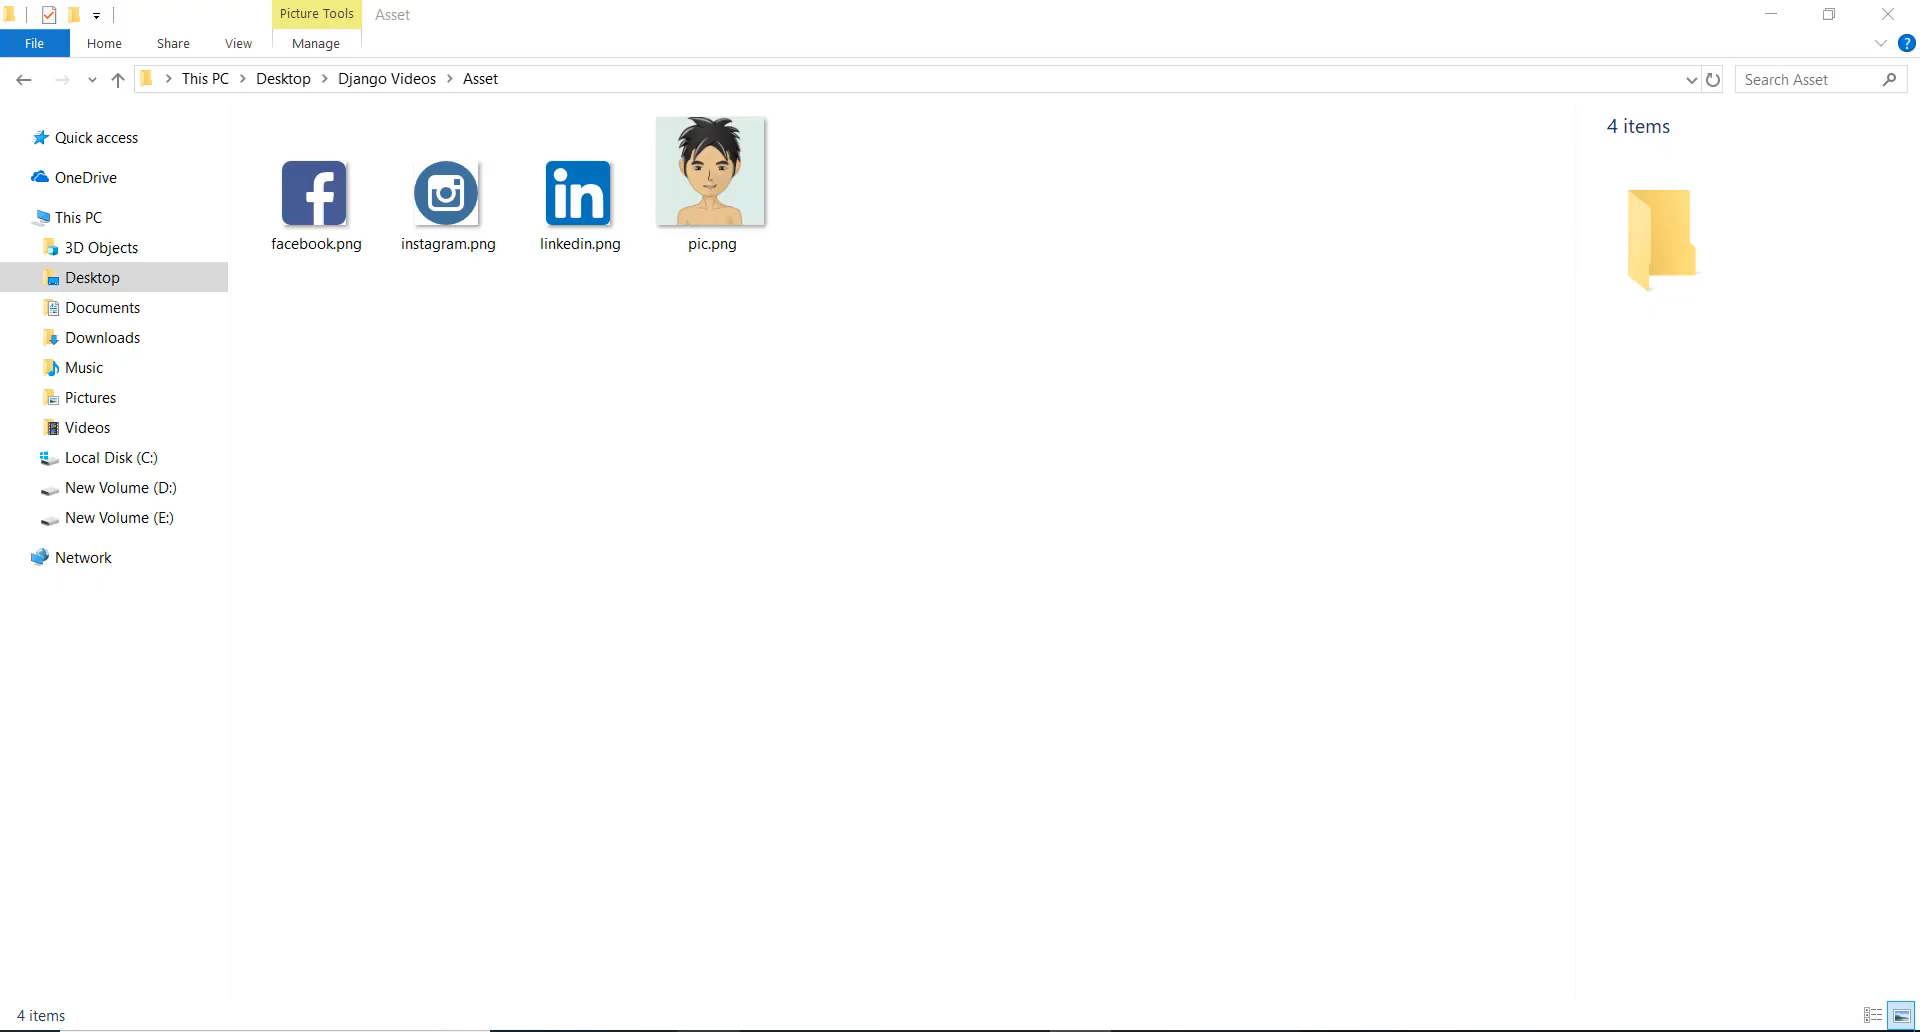 Picture Tools Asset
File Home Share View Manage
?
This PC Desktop Django Videos Asset Search Asset
Quick access
OneDrive
This PC
3D Objects
Desktop
Documents
Downloads
Music
Pictures
Videos
Local Disk (C:)
New Volume (D:)
New Volume (E:)
Network
f
in
facebook.png instagram.png linkedin.png pic.png
4 items
4 items